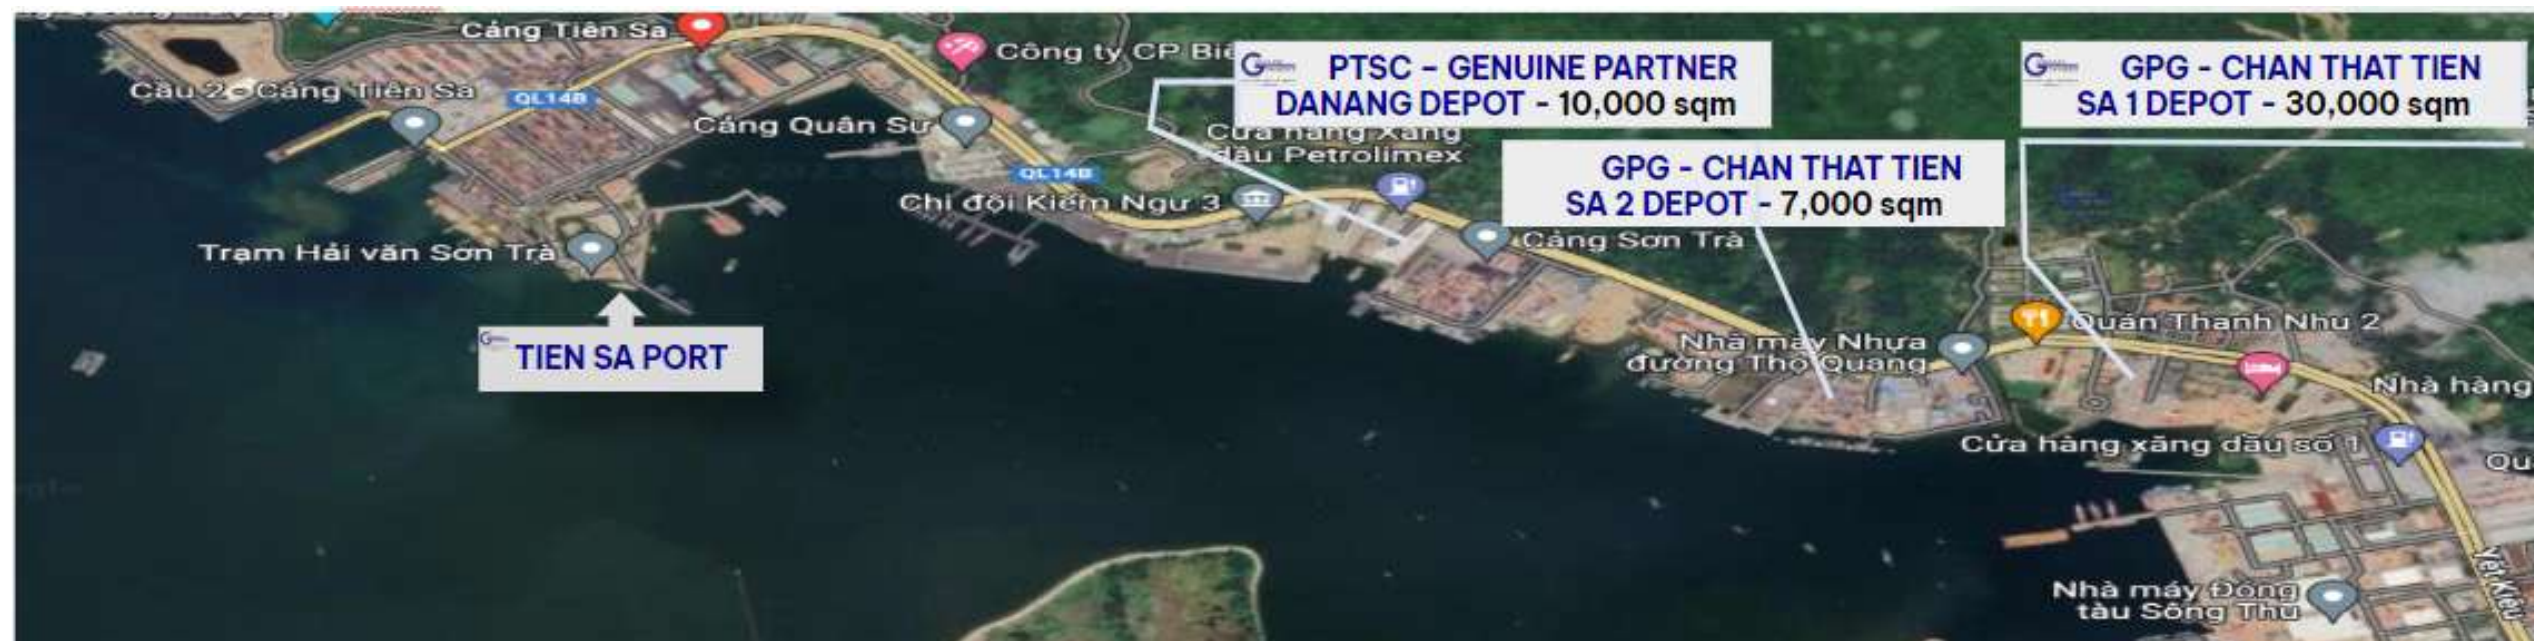 Cảng Tiên Sa
Cầu 2 - Cảng Tiên Sa
QL14B
Công ty CP
PTSC - GENUINE PARTNER
DANANG DEPOT - 10,000 sqm
GPG - CHAN THAT TIEN
SA 1 DEPOT - 30,000 sqm
Cảng Quân Sự
Cửa hàng Xăng
dầu Petrolimex
QL14B
GPG - CHAN THAT TIEN
SA 2 DEPOT - 7,000 sqm
Chi đội Kiểm Ngư 3
Trạm Hải văn Sơn Trà
Cảng Sơn Trà
TIEN SA PORT
Quán Thanh Nhu 2
Nhà máy Nhựa
đường Thọ Quang
Nhà hàng
Cửa hàng xăng dầu số 1
Yết Kiêu
Nhà máy Đóng
tàu Sông Thu